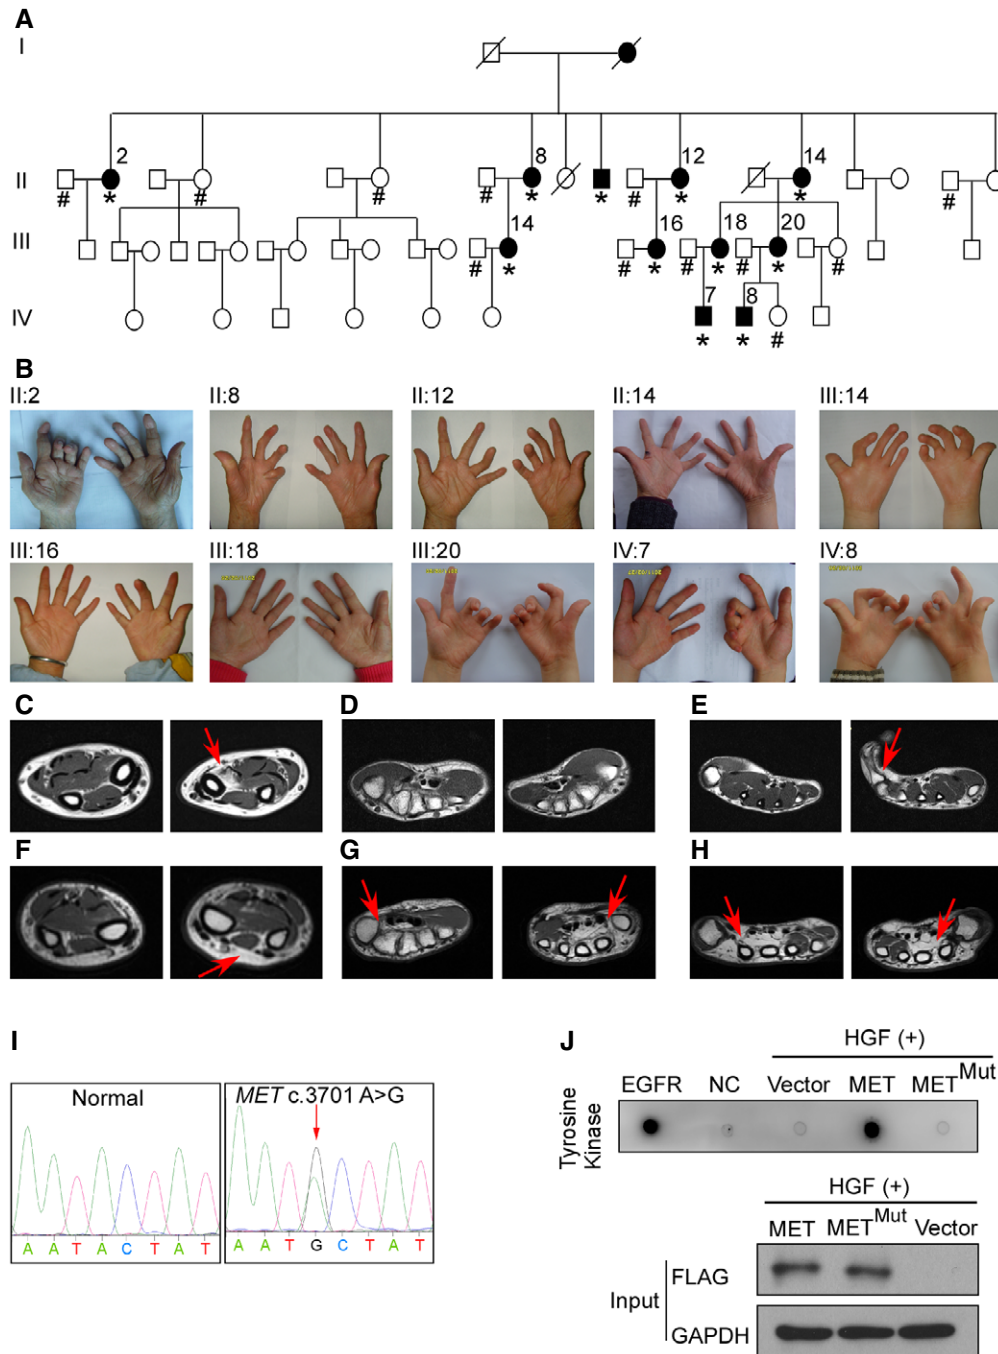 A
I
2 8 12 14
II
# * # # # * * # * * #
14 16 18 20
III
# * # * # * # * #
7 8
IV
* * #
B
II:2 II:8 II:12 II:14 III:14
III:16 III:18 III:20 IV:7 IV:8
C D E
F G H
I
Normal
MET c.3701 A>G
A A T A C T A T
A A T G C T A T
J
HGF (+)
EGFR NC Vector MET MET Mut
Tyrosine
Kinase
HGF (+)
MET MET Mut Vector
Input
FLAG
GAPDH